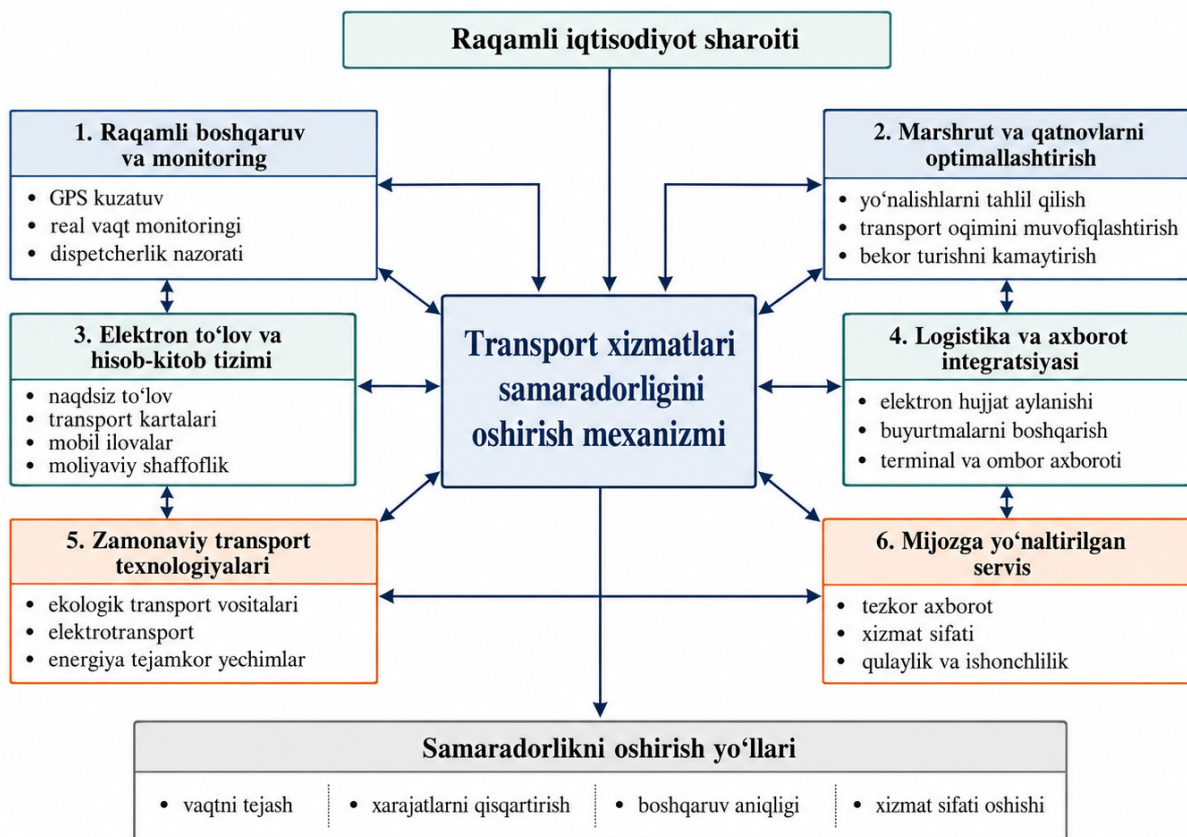 Raqamli iqtisodiyot sharoiti
1. Raqamli boshqaruv
va monitoring
• GPS kuzatuv
• real vaqt monitoringi
• dispetcherlik nazorati
2. Marshrut va qatnovlarni
optimallashtirish
• yo‘nalishlarni tahlil qilish
• transport oqimini muvofiqlashtirish
• bekor turishni kamaytirish
3. Elektron to‘lov va
hisob-kitob tizimi
• naqdsiz to‘lov
• transport kartalari
• mobil ilovalar
• moliyaviy shaffoflik
Transport xizmatlari
samaradorligini
oshirish mexanizmi
4. Logistika va axborot
integratsiyasi
• elektron hujjat aylanishi
• buyurtmalarni boshqarish
• terminal va ombor axboroti
5. Zamonaviy transport
texnologiyalari
• ekologik transport vositalari
• elektrotransport
• energiya tejamkor yechimlar
6. Mijozga yo‘naltirilgan
servis
• tezkor axborot
• xizmat sifati
• qulaylik va ishonchlilik
Samaradorlikni oshirish yo‘llari
• vaqtni tejash
• xarajatlarni qisqartirish
• boshqaruv aniqligi
• xizmat sifati oshishi